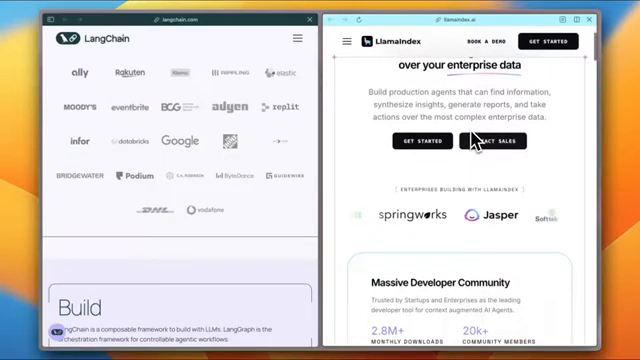 langchain.com
LangChain
ally
Rakuten
Klarna
RIPPLING
elastic
MOODY'S
eventbrite
BCG
adyen
replit
infor
databricks
Google
BRIDGEWATER
Podium
C.H. ROBINSON
ByteDance
GUIDEWIRE
DHL
vodafone
Build
LangChain is a composable framework to build with LLMs. LangGraph is the
orchestration framework for controllable agentic workflows.
llamaindex.ai
LlamaIndex
BOOK A DEMO
GET STARTED
over your enterprise data
Build production agents that can find information,
synthesize insights, generate reports, and take
actions over the most complex enterprise data.
GET STARTED
SALES
ENTERPRISES BUILDING WITH LLAMAINDEX
springworks
Jasper
Softtek
Massive Developer Community
Trusted by Startups and Enterprises as the leading
developer tool for context augmented AI Agents.
2.8M+
20k+
MONTHLY DOWNLOADS
COMMUNITY MEMBERS